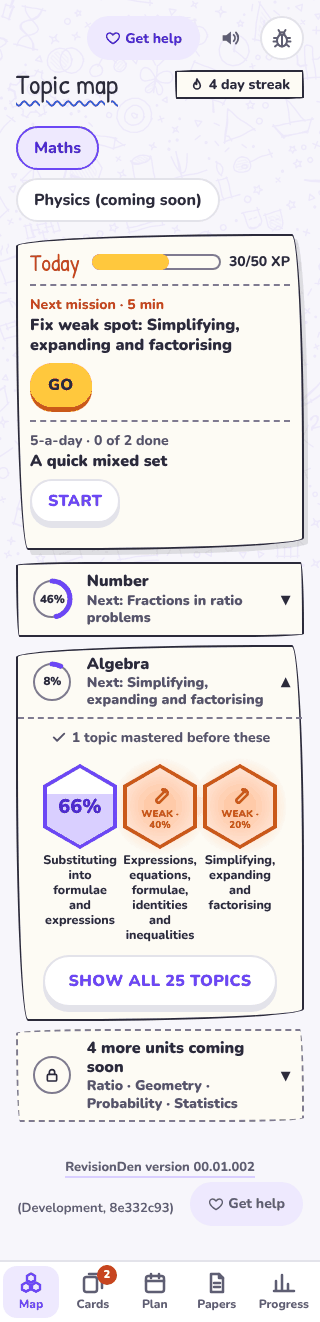 Get help
Topic map
4 day streak
Maths
Physics (coming soon)
Today
30/50 XP
Next mission · 5 min
Fix weak spot: Simplifying,
expanding and factorising
GO
5-a-day · 0 of 2 done
A quick mixed set
START
46%
Number
Next: Fractions in ratio
problems
▼
8%
Algebra
Next: Simplifying,
expanding and factorising
▲
1 topic mastered before these
66%
Substituting
into
formulae
and
expressions
WEAK ·
40%
Expressions,
equations,
formulae,
identities
and
inequalities
WEAK ·
20%
Simplifying,
expanding
and
factorising
SHOW ALL 25 TOPICS
4 more units coming
soon
Ratio · Geometry ·
Probability · Statistics
▼
RevisionDen version 00.01.002
(Development, 8e332c93)
Get help
Map
2
Cards
Plan
Papers
Progress